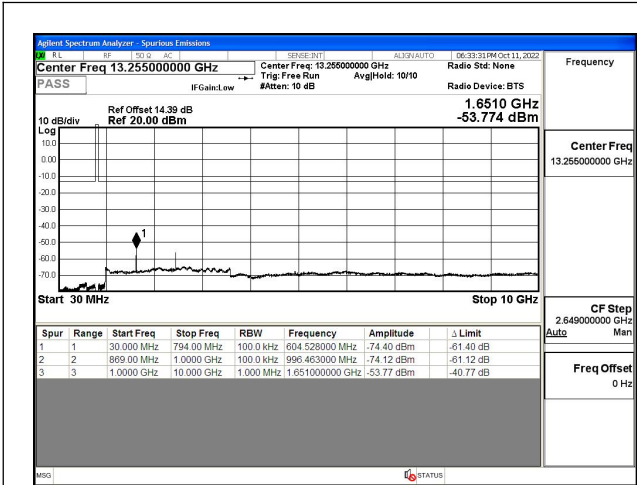 Agilent Spectrum Analyzer - Spurious Emissions
RL RF 50 Ω AC SENSE:INT ALIGN AUTO 06:33:31 PM Oct 11, 2022
Center Freq 13.255000000 GHz Center Freq: 13.255000000 GHz Radio Std: None
Trig: Free Run Avg|Hold: 10/10
PASS IFGain:Low #Atten: 10 dB Radio Device: BTS
Frequency
Ref Offset 14.39 dB 1.6510 GHz
10 dB/div Ref 20.00 dBm -53.774 dBm
Log
10.0
0.00
-10.0
-20.0
-30.0
-40.0
-50.0
-60.0
-70.0
1
Start 30 MHz Stop 10 GHz
Center Freq
13.255000000 GHz
CF Step
2.649000000 GHz
Auto Man
Freq Offset
0 Hz
Spur Range Start Freq Stop Freq RBW Frequency Amplitude Δ Limit
1 1 30.000 MHz 794.00 MHz 100.0 kHz 604.528000 MHz -74.40 dBm -61.40 dB
2 2 869.00 MHz 1.0000 GHz 100.0 kHz 996.463000 MHz -74.12 dBm -61.12 dB
3 3 1.0000 GHz 10.000 GHz 1.000 MHz 1.651000000 GHz -53.77 dBm -40.77 dB
MSG STATUS